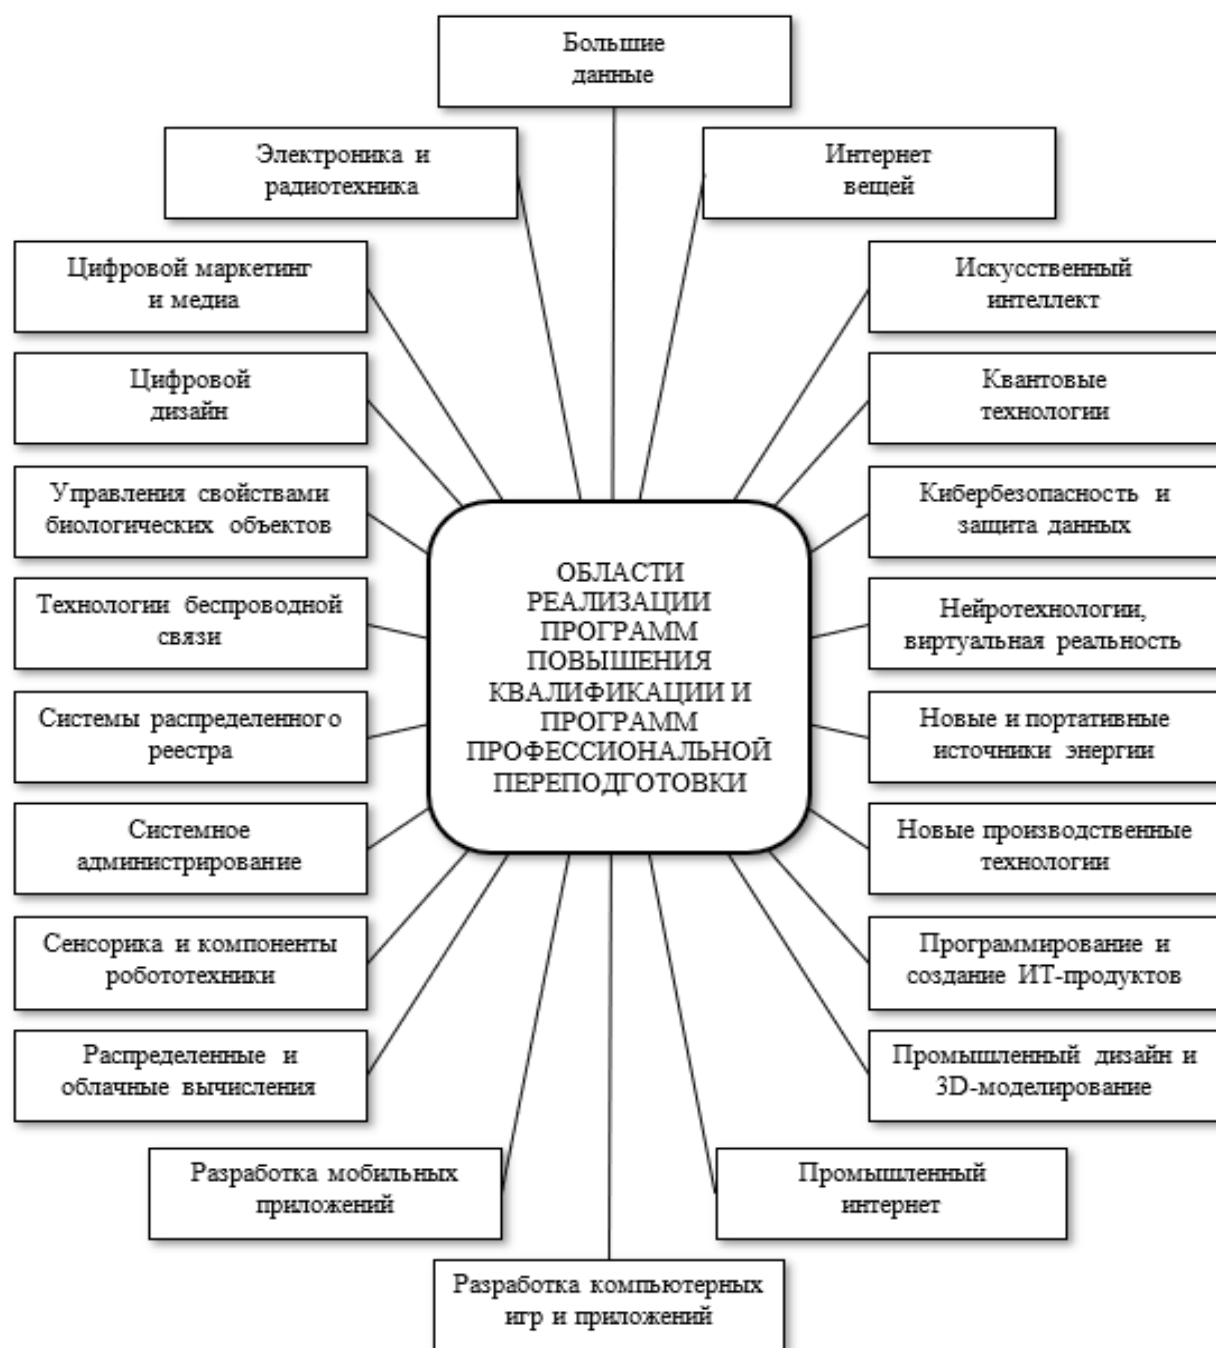 Большие
данные
Электроника и
радиотехника
Интернет
вещей
Цифровой маркетинг
и медиа
Искусственный
интеллект
Цифровой
дизайн
Квантовые
технологии
Управления свойствами
биологических объектов
Кибербезопасность и
защита данных
ОБЛАСТИ
РЕАЛИЗАЦИИ
ПРОГРАММ
ПОВЫШЕНИЯ
КВАЛИФИКАЦИИ И
ПРОГРАММ
ПРОФЕССИОНАЛЬНОЙ
ПЕРЕПОДГОТОВКИ
Технологии беспроводной
связи
Нейротехнологии,
виртуальная реальность
Системы распределенного
реестра
Новые и портативные
источники энергии
Системное
администрирование
Новые производственные
технологии
Сенсорика и компоненты
робототехники
Программирование и
создание ИТ-продуктов
Распределенные и
облачные вычисления
Промышленный дизайн и
3D-моделирование
Разработка мобильных
приложений
Промышленный
интернет
Разработка компьютерных
игр и приложений